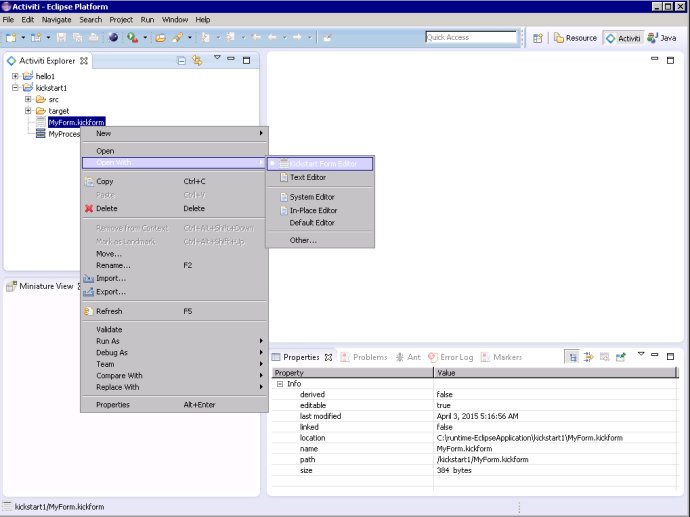 Activiti - Eclipse Platform
File Edit Navigate Search Project Run Window Help
Quick Access
Resource Activiti Java
Activiti Explorer
hello1
kickstart1
src
target
MyForm.kickform
MyProces
New
Open
Open With
Copy Ctrl+C
Paste Ctrl+V
Delete Delete
Remove from Context Ctrl+Alt+Shift+Down
Mark as Landmark Ctrl+Alt+Shift+Up
Move...
Rename... F2
Import...
Export...
Refresh F5
Validate
Run As
Debug As
Team
Compare With
Replace With
Properties Alt+Enter
Kickstart Form Editor
Text Editor
System Editor
In-Place Editor
Default Editor
Other...
Miniature View
Properties Problems Ant Error Log Markers
Property Value
Info
derived false
editable true
last modified April 3, 2015 5:16:56 AM
linked false
location C:\runtime-EclipseApplication\kickstart1\MyForm.kickform
name MyForm.kickform
path /kickstart1/MyForm.kickform
size 384 bytes
kickstart1/MyForm.kickform